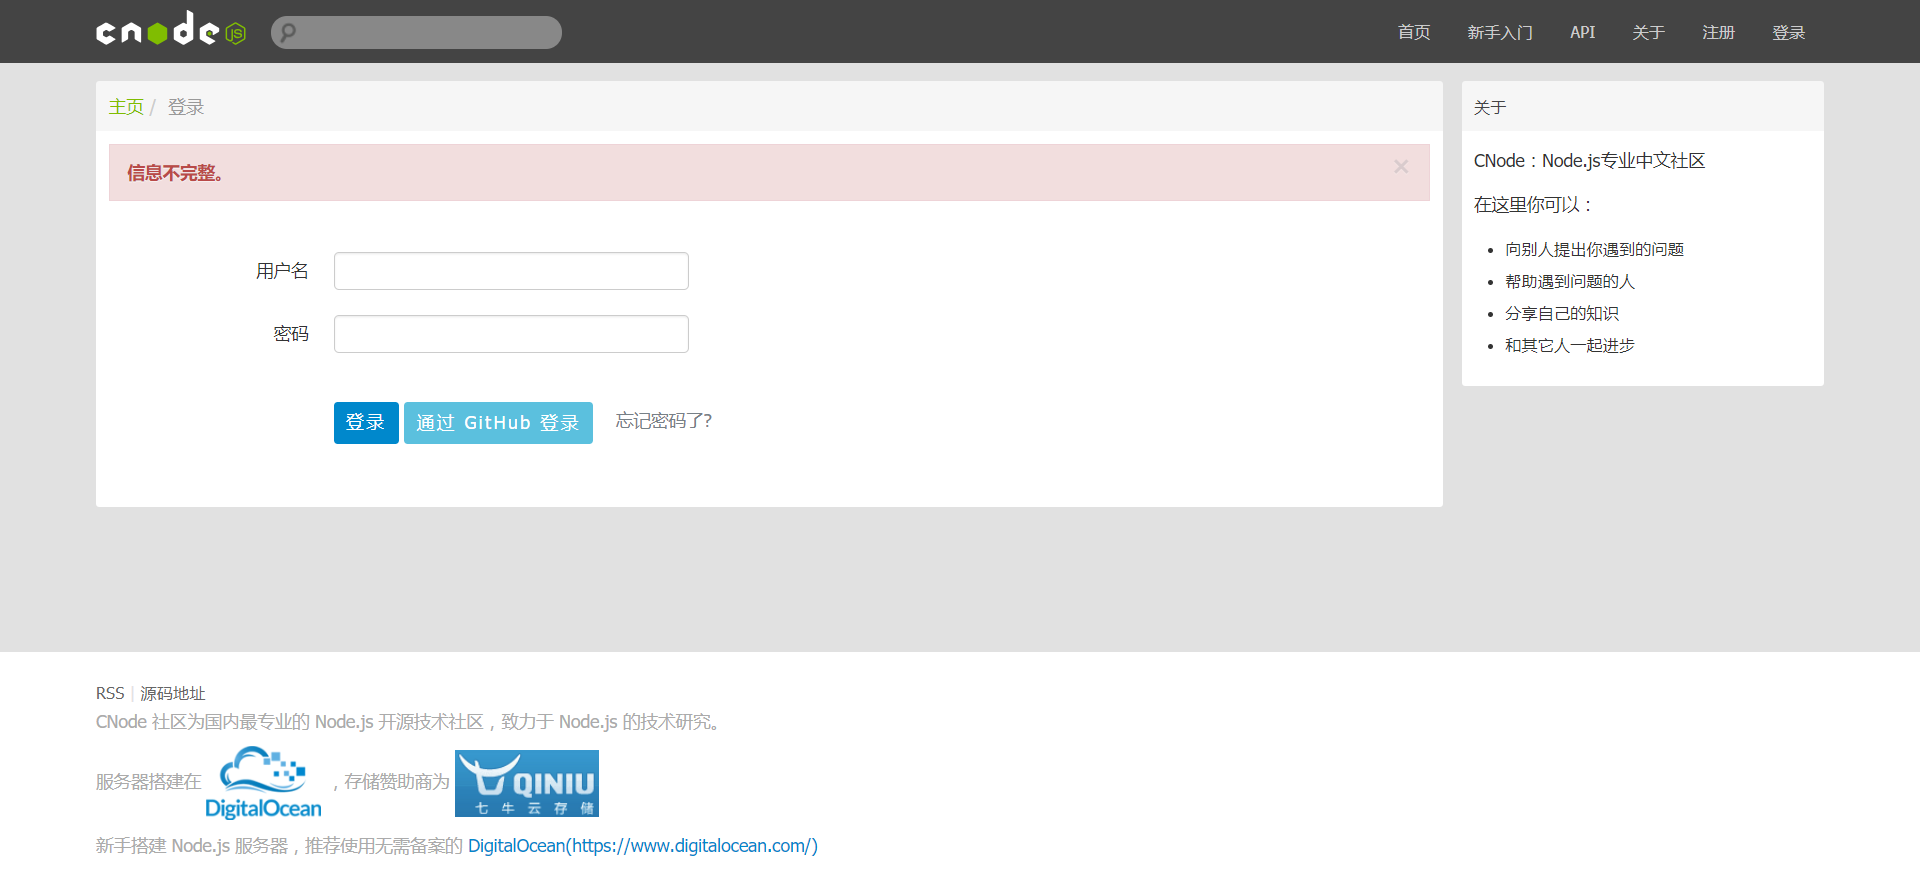 cnode JS
首页 新手入门 API 关于 注册 登录
主页 / 登录
信息不完整。 ×
用户名
密码
登录 通过 GitHub 登录 忘记密码了?
关于
CNode：Node.js专业中文社区
在这里你可以：
向别人提出你遇到的问题
帮助遇到问题的人
分享自己的知识
和其它人一起进步
RSS | 源码地址
CNode 社区为国内最专业的 Node.js 开源技术社区，致力于 Node.js 的技术研究。
服务器搭建在 DigitalOcean ，存储赞助商为 QINIU 七牛云存储
新手搭建 Node.js 服务器，推荐使用无需备案的 DigitalOcean(https://www.digitalocean.com/)